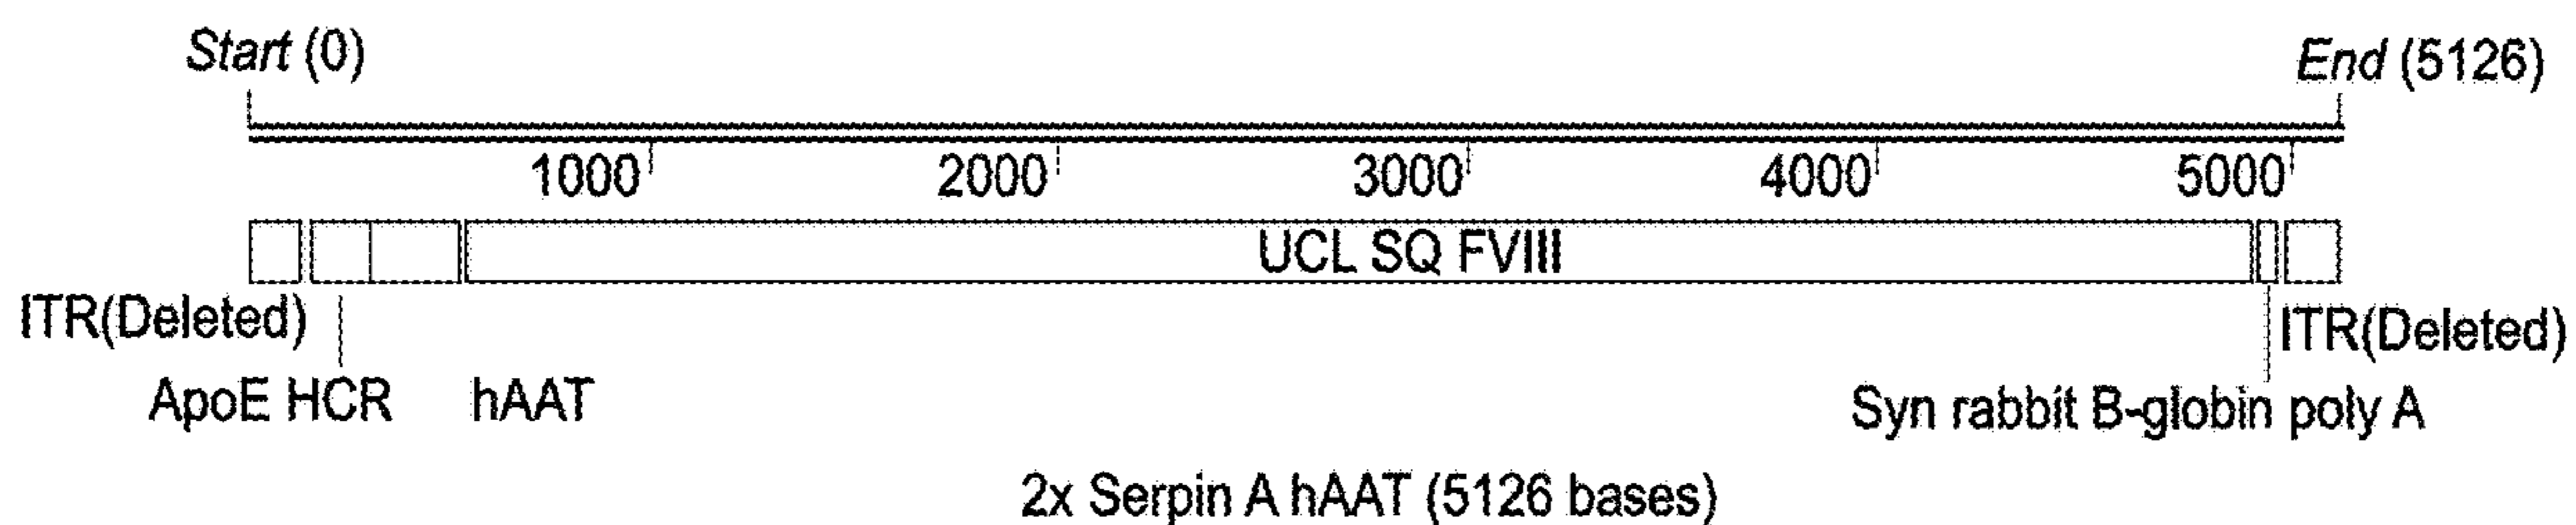 Start (0) End (5126)
1000 2000 3000 4000 5000
UCL SQ FVIII
ITR(Deleted) ITR(Deleted)
ApoE HCR hAAT Syn rabbit B-globin poly A
2x Serpin A hAAT (5126 bases)